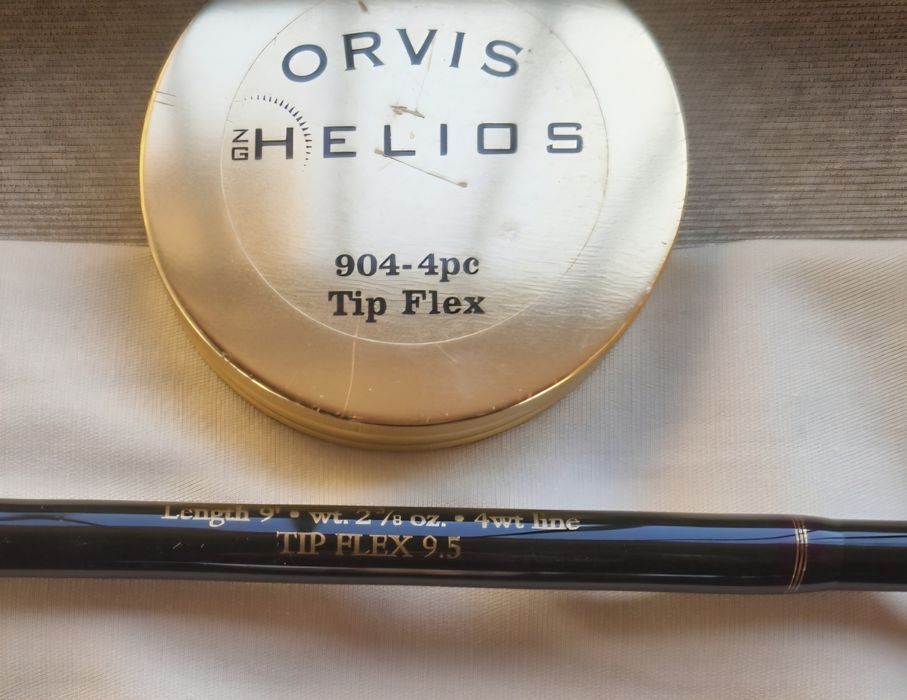 ORVIS
ZG HELIOS
904-4pc
Tip Flex
Length 9' • wt. 2 ⅞ oz. • 4wt line
TIP FLEX 9.5